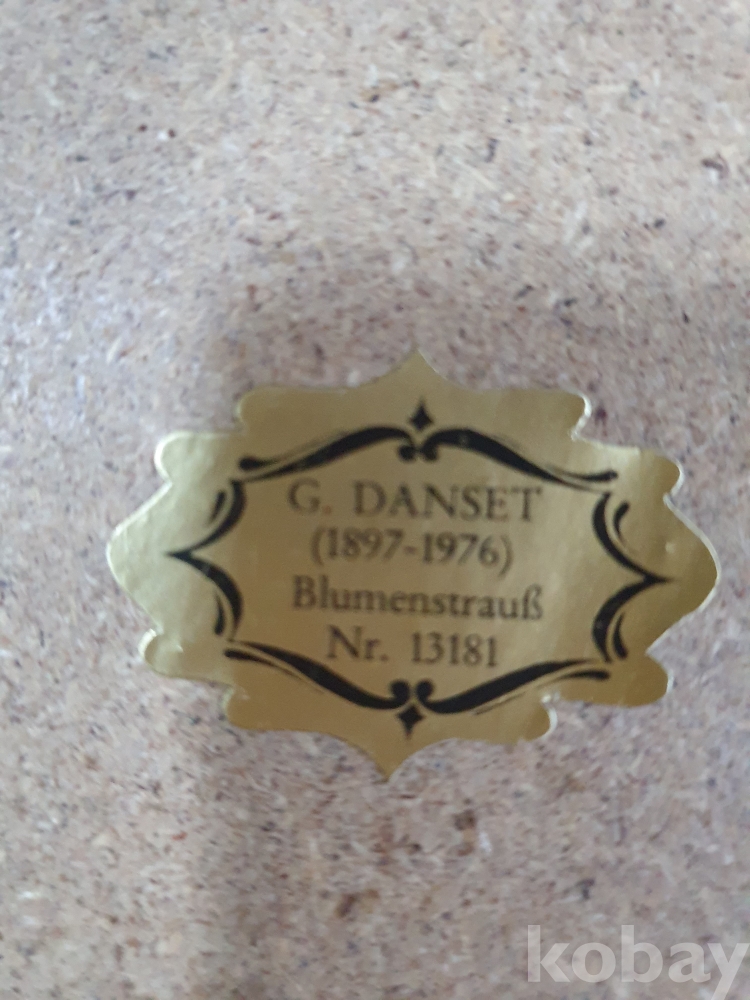 G. DANSET
(1897-1976)
Blumenstrauß
Nr. 13181
kobay